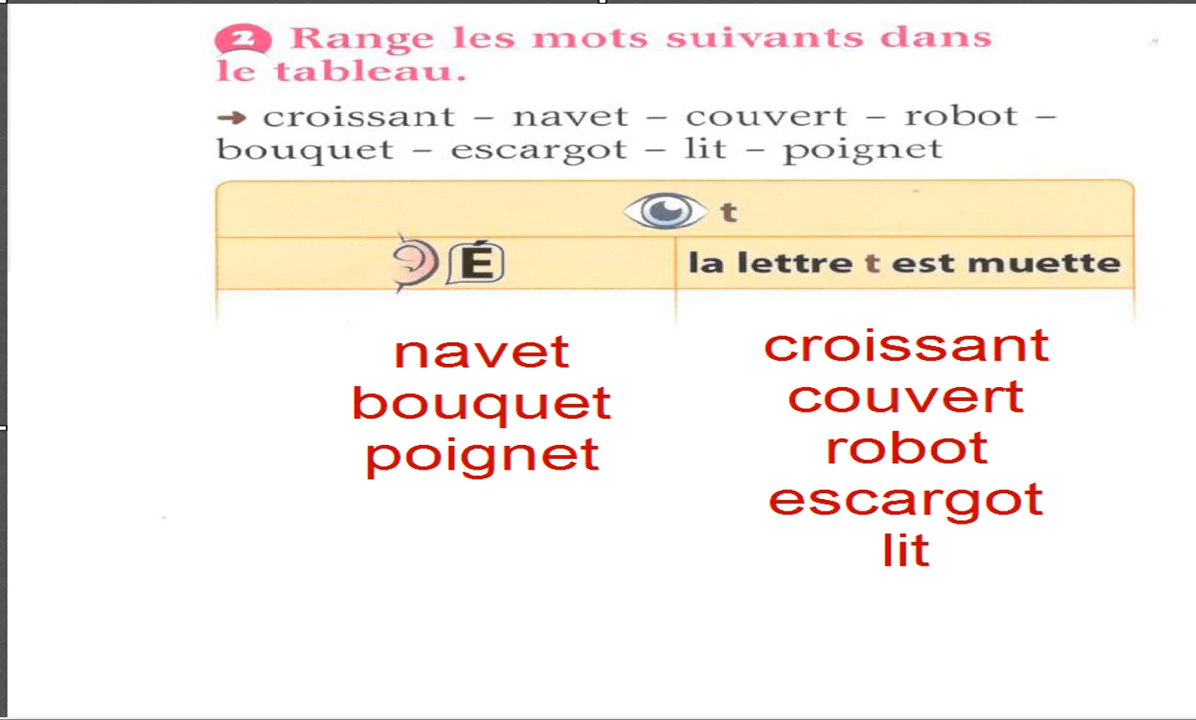 2 Range les mots suivants dans
le tableau.
→ croissant – navet – couvert – robot –
bouquet – escargot – lit – poignet
t
É
la lettre t est muette
navet
bouquet
poignet
croissant
couvert
robot
escargot
lit